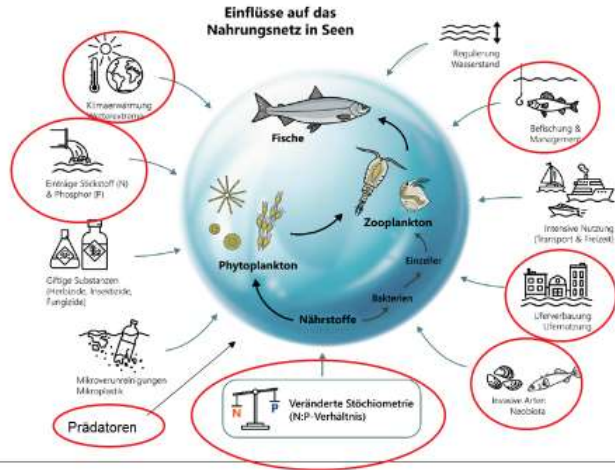 Einflüsse auf das
Nahrungsnetz in Seen
Regulierung
Wasserstand
Klimaerwärmung
Wetterextreme
Fische
Befischung &
Management
Einträge Stickstoff (N)
& Phosphor (P)
Zooplankton
Intensive Nutzung
(Transport & Freizeit)
Phytoplankton
Einzeller
Giftige Substanzen
(Herbizide, Insektizide,
Fungizide)
Bakterien
Nährstoffe
Uferverbauung
Ufernutzung
Mikroverunreinigungen
Mikroplastik
Invasive Arten
Neobiota
Prädatoren
N P
Veränderte Stöchiometrie
(N:P-Verhältnis)